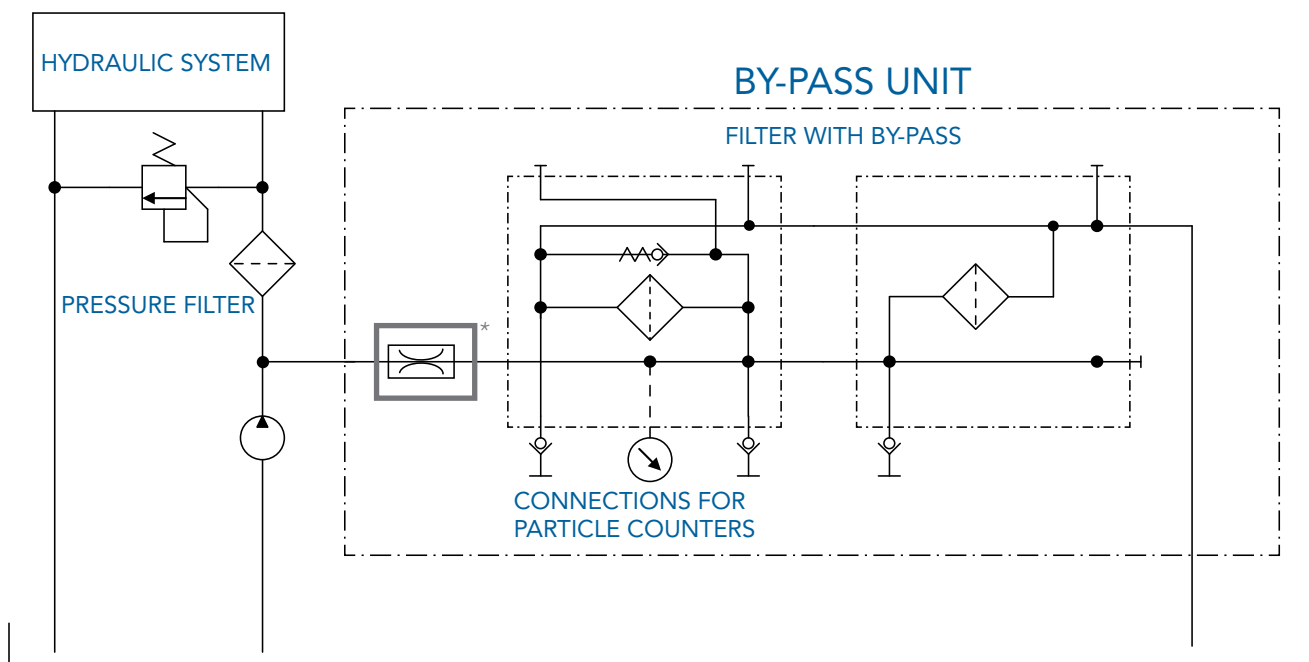 HYDRAULIC SYSTEM
BY-PASS UNIT
FILTER WITH BY-PASS
PRESSURE FILTER
*
CONNECTIONS FOR
PARTICLE COUNTERS